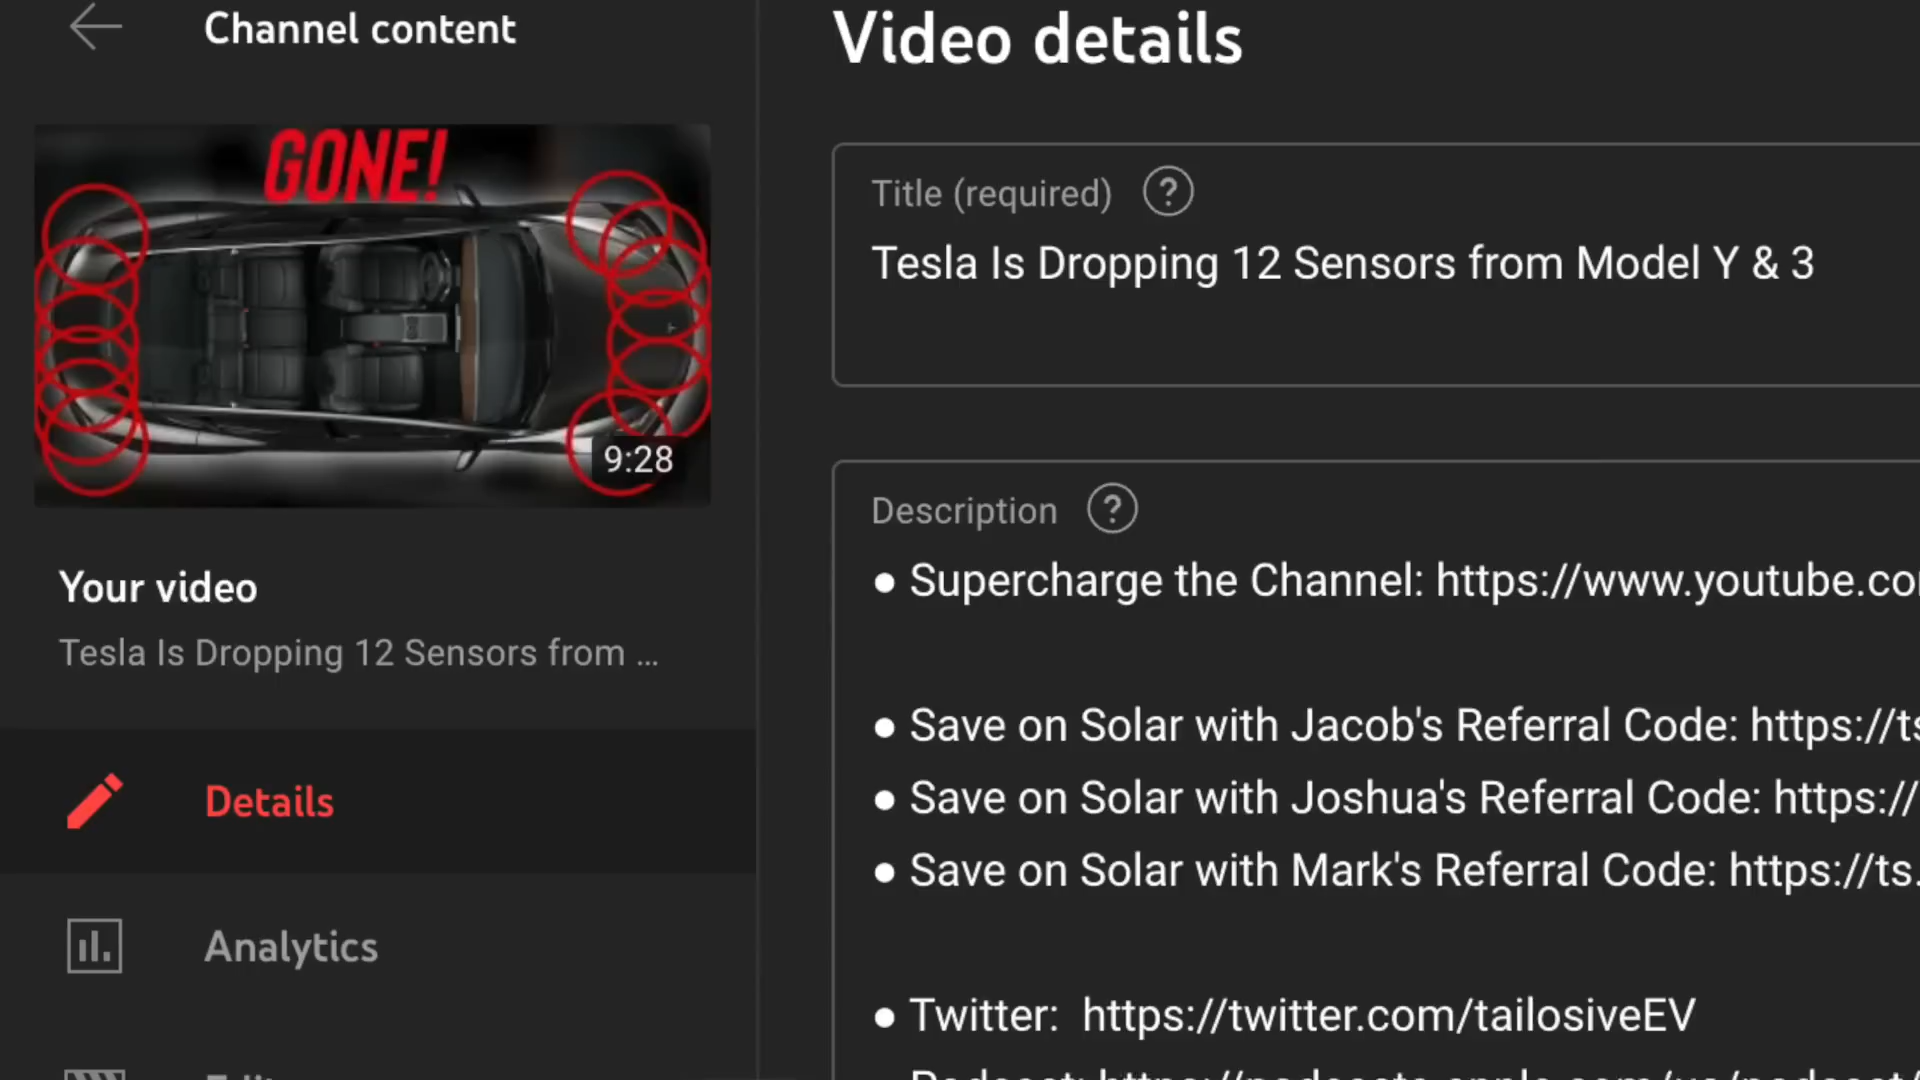 Channel content
GONE!
9:28
Your video
Tesla Is Dropping 12 Sensors from ...
Details
Analytics
Video details
Title (required) ?
Tesla Is Dropping 12 Sensors from Model Y & 3
Description ?
● Supercharge the Channel: https://www.youtube.co
● Save on Solar with Jacob's Referral Code: https://ts
● Save on Solar with Joshua's Referral Code: https://
● Save on Solar with Mark's Referral Code: https://ts.
● Twitter:  https://twitter.com/tailosiveEV